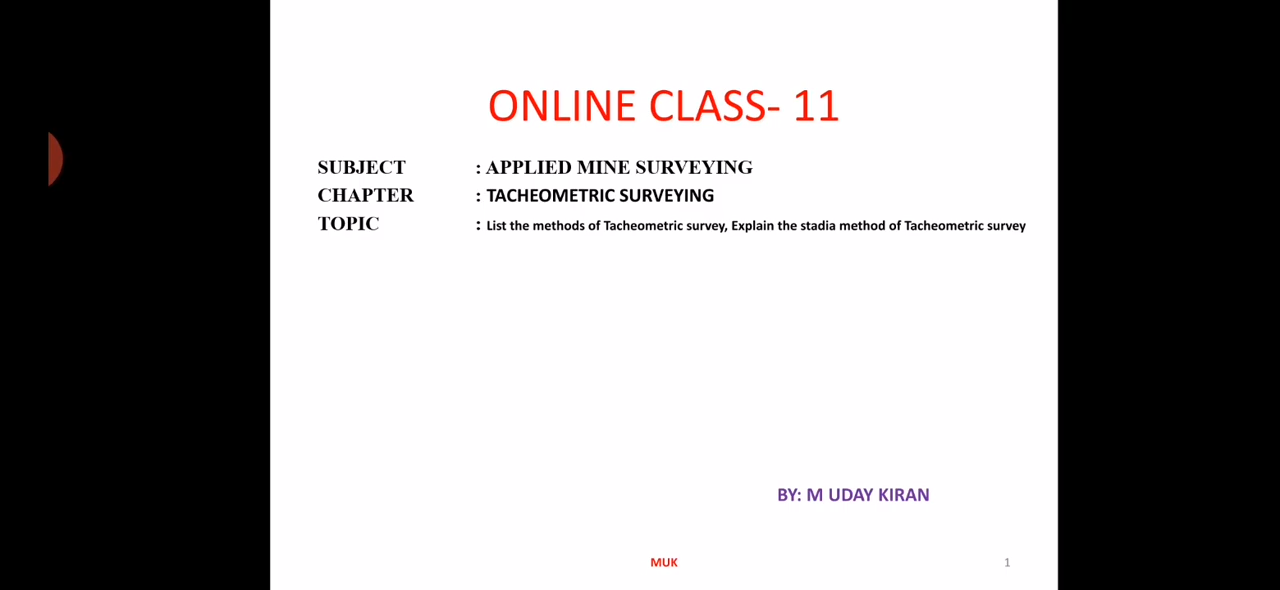 ONLINE CLASS- 11
SUBJECT : APPLIED MINE SURVEYING
CHAPTER : TACHEOMETRIC SURVEYING
TOPIC : List the methods of Tacheometric survey, Explain the stadia method of Tacheometric survey
BY: M UDAY KIRAN
MUK 1